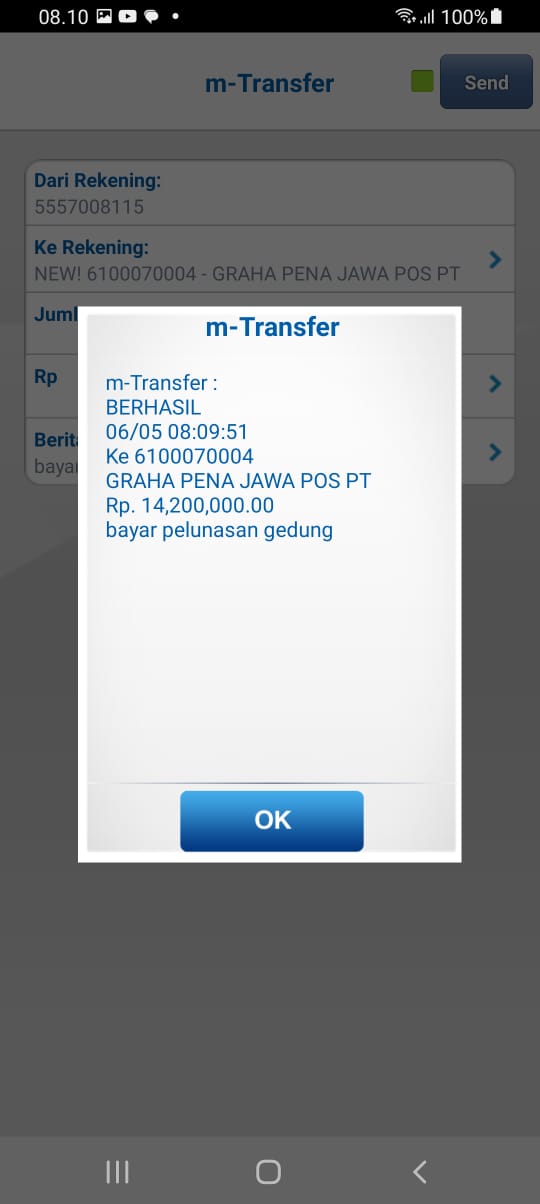 08.10
100%
m-Transfer
Send
Dari Rekening:
5557008115
Ke Rekening:
NEW! 6100070004 - GRAHA PENA JAWA POS PT
Juml
Rp
Berit
baya
m-Transfer
m-Transfer :
BERHASIL
06/05 08:09:51
Ke 6100070004
GRAHA PENA JAWA POS PT
Rp. 14,200,000.00
bayar pelunasan gedung
OK